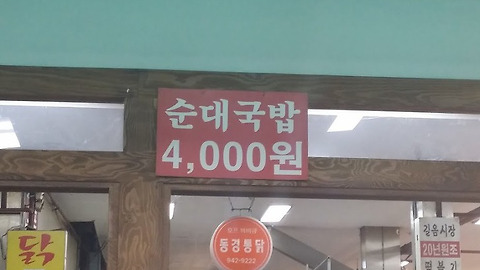 순대국밥
4,000원
닭
동경통닭
942-9222
길음시장
20년원조